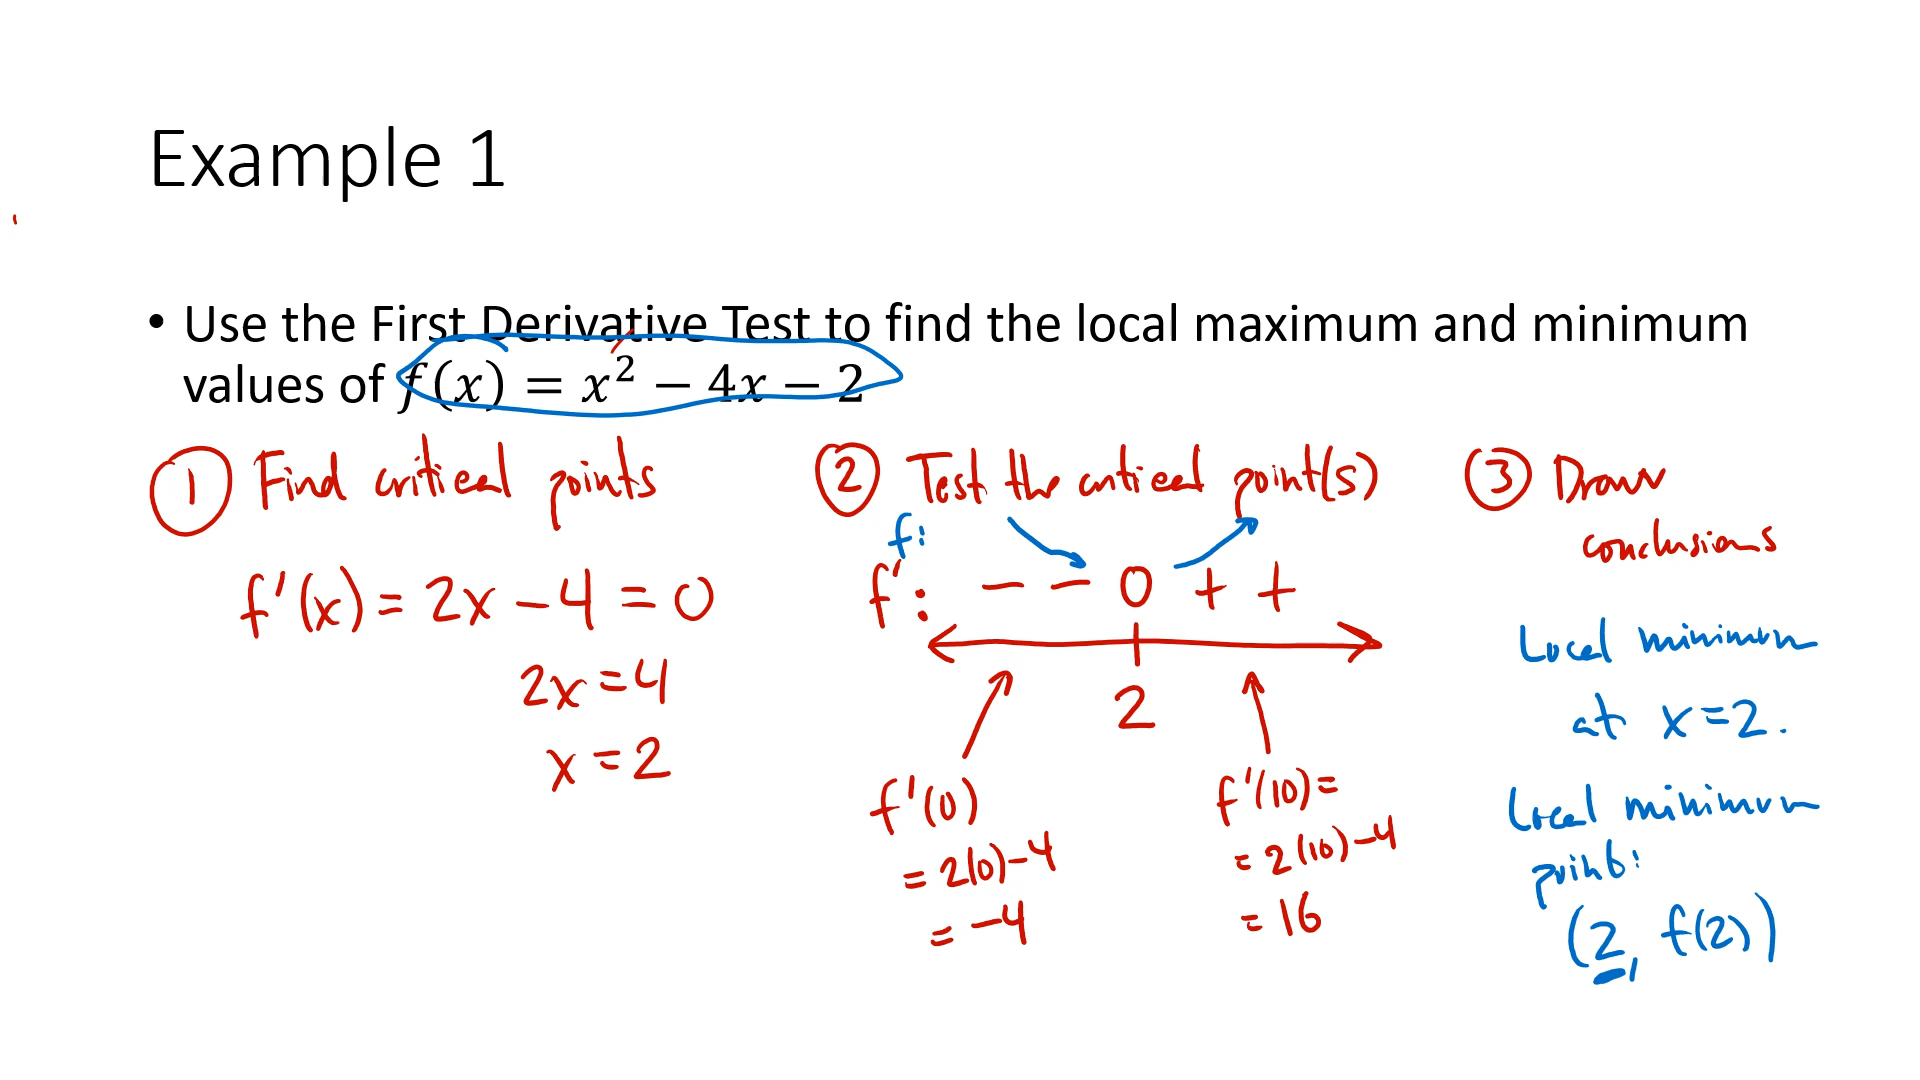 Example 1
• Use the First Derivative Test to find the local maximum and minimum
values of f(x) = x² − 4x − 2
① Find critical points
f'(x) = 2x − 4 = 0
2x = 4
x = 2
② Test the critical point(s)
f:
f': − − 0 + +
2
f'(0)
= 2(0) − 4
= −4
f'(10) =
= 2(10) − 4
= 16
③ Draw
conclusions
Local minimum
at x = 2.
Local minimum
point:
(2, f(2))